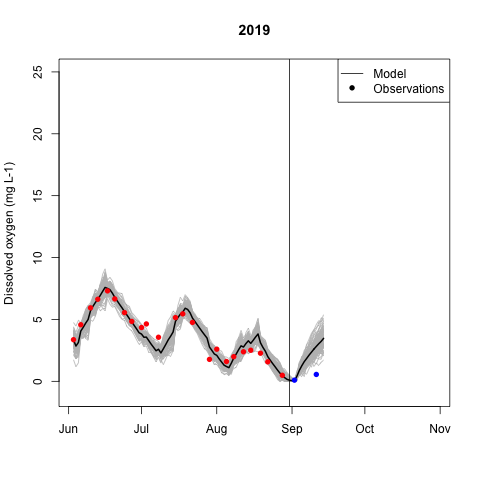 2019
Model
Observations
Dissolved oxygen (mg L-1)
25
20
15
10
5
0
Jun Jul Aug Sep Oct Nov